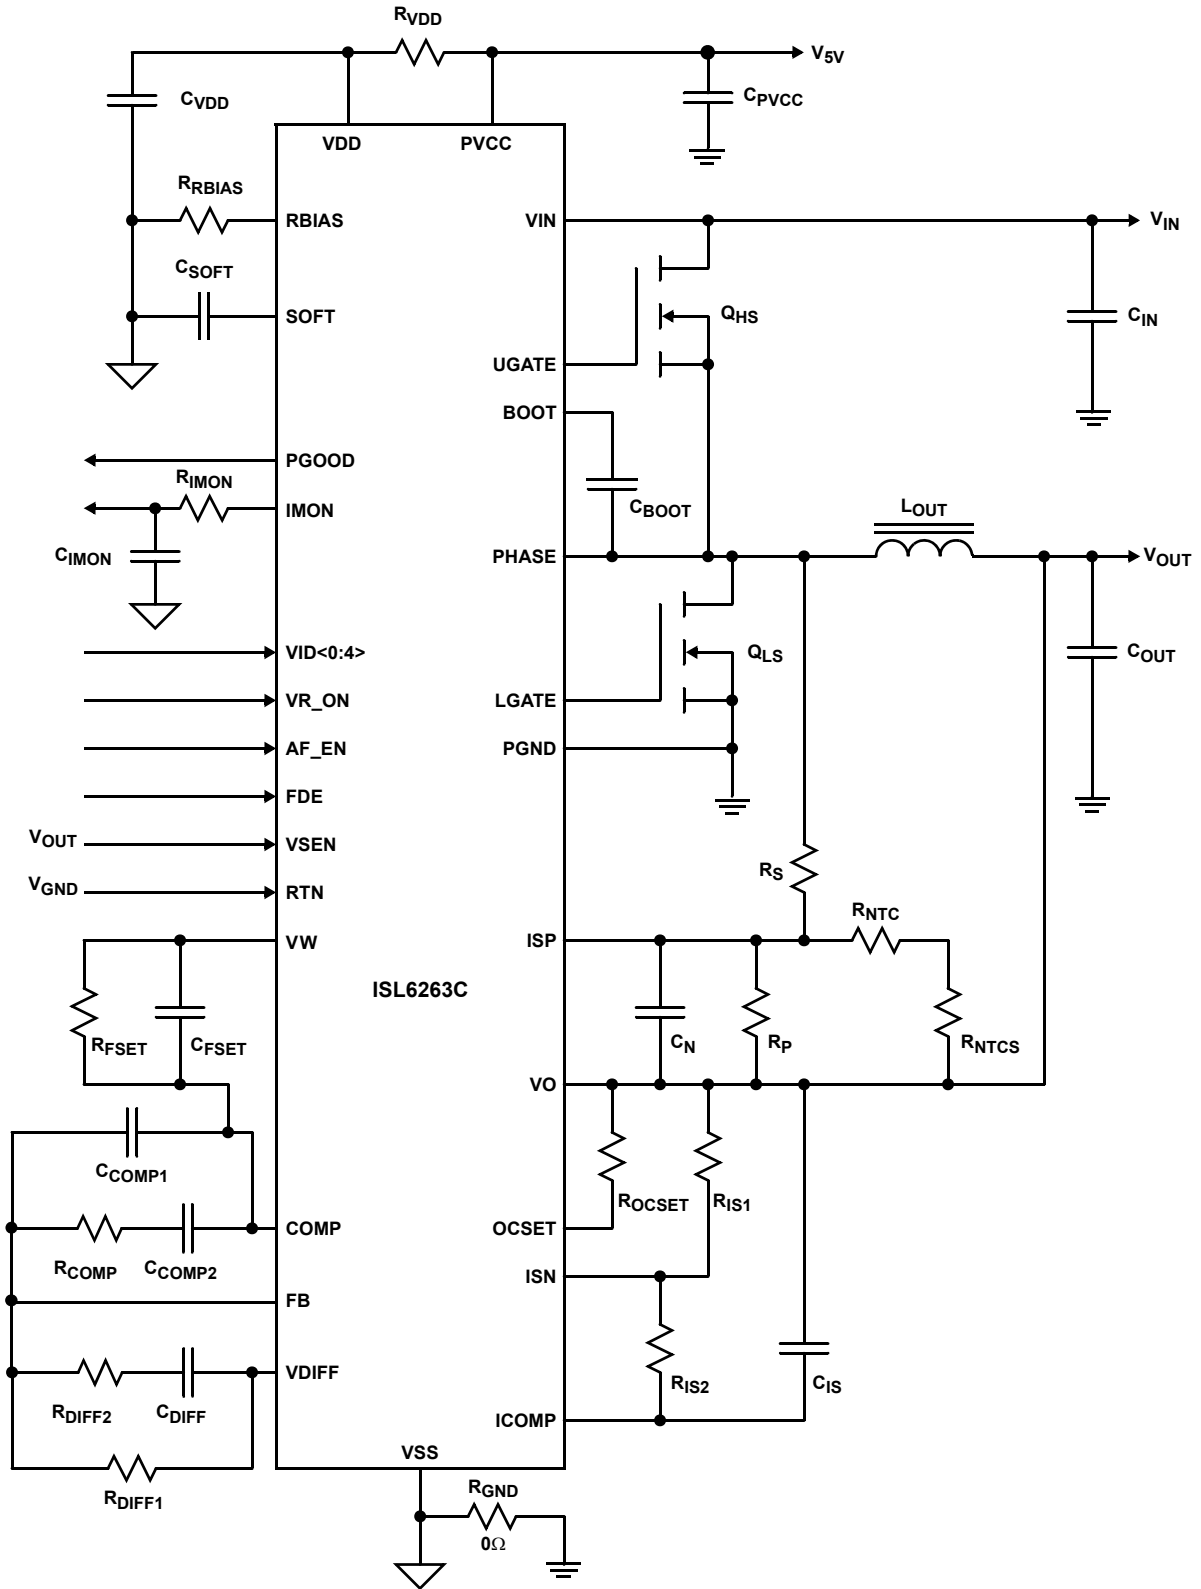 RVDD
V5V
CVDD
CPVCC
VDD
PVCC
RRBIAS
RBIAS
VIN
VIN
CSOFT
SOFT
QHS
CIN
UGATE
BOOT
PGOOD
RIMON
IMON
CBOOT
LOUT
CIMON
PHASE
VOUT
VID<0:4>
QLS
COUT
VR_ON
LGATE
AF_EN
PGND
FDE
VOUT
VSEN
RS
VGND
RTN
RNTC
VW
ISP
ISL6263C
RFSET
CFSET
CN
RP
RNTCS
VO
CCOMP1
ROCSET
RIS1
COMP
OCSET
RCOMP
CCOMP2
ISN
FB
VDIFF
RIS2
CIS
RDIFF2
CDIFF
ICOMP
VSS
RDIFF1
RGND
0Ω